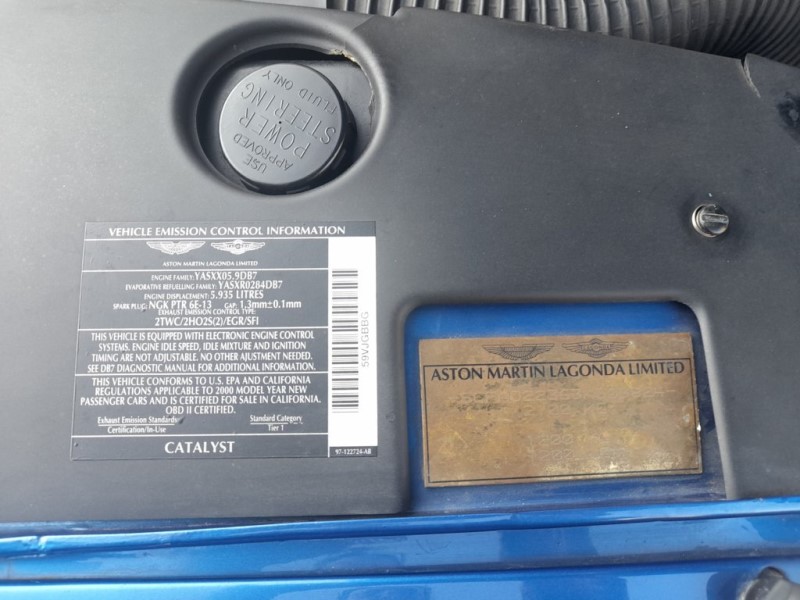 USE
APPROVED
POWER
STEERING
FLUID ONLY
VEHICLE EMISSION CONTROL INFORMATION
ASTON MARTIN LAGONDA LIMITED
ENGINE FAMILY: YASXX05.9DB7
EVAPORATIVE REFUELLING FAMILY: YASXR0284DB7
ENGINE DISPLACEMENT: 5.935 LITRES
SPARK PLUG: NGK PTR 6E-13 GAP: 1.3mm±0.1mm
EXHAUST EMISSION CONTROL TYPE:
2TWC/2HO2S(2)/EGR/SFI
THIS VEHICLE IS EQUIPPED WITH ELECTRONIC ENGINE CONTROL
SYSTEMS. ENGINE IDLE SPEED, IDLE MIXTURE AND IGNITION
TIMING ARE NOT ADJUSTABLE. NO OTHER AJUSTMENT NEEDED.
SEE DB7 DIAGNOSTIC MANUAL FOR ADDITIONAL INFORMATION.
THIS VEHICLE CONFORMS TO U.S. EPA AND CALIFORNIA
REGULATIONS APPLICABLE TO 2000 MODEL YEAR NEW
PASSENGER CARS AND IS CERTIFIED FOR SALE IN CALIFORNIA.
OBD II CERTIFIED.
Exhaust Emission Standards Standard Category
Certification/In-Use Tier 1
CATALYST
97-122724-AB
59VJGBBG
ASTON MARTIN LAGONDA LIMITED